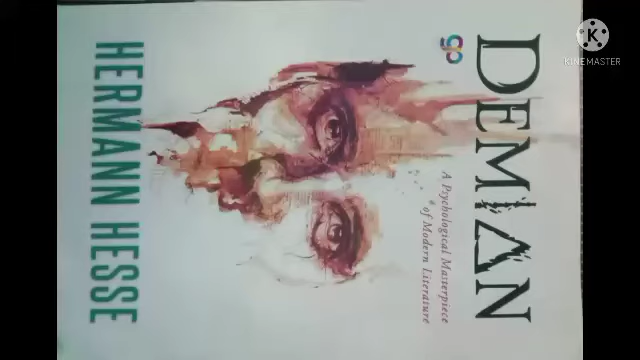 DEMIAN
A Psychological Masterpiece
of Modern Literature
HERMANN HESSE
K
KINEMASTER